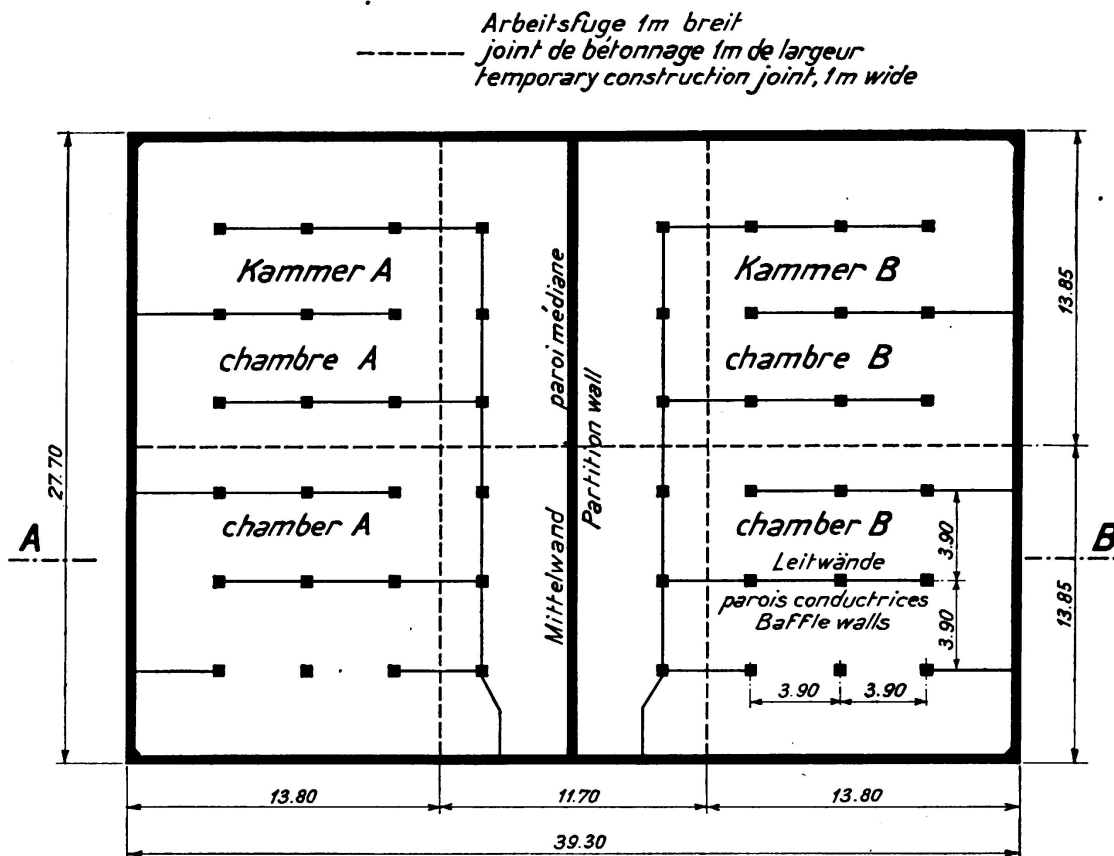 Arbeitsfuge 1m breit
joint de bétonnage 1m de largeur
temporary construction joint, 1m wide
Kammer A
chambre A
chamber A
Mittelwand paroi médiane
Partition wall
Kammer B
chambre B
chamber B
Leitwände
parois conductrices
Baffle walls
3.90
3.90
3.90
3.90
27.70
13.85
13.85
A
B
13.80
11.70
13.80
39.30